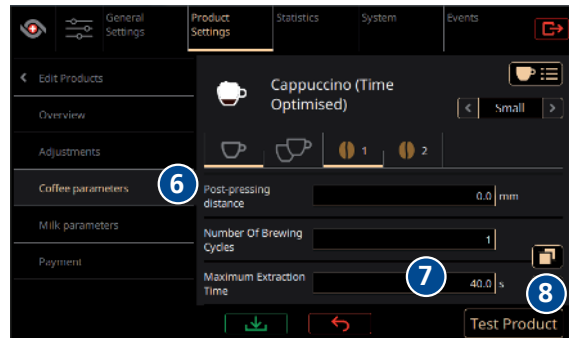 General
Settings
Product
Settings
Statistics
System
Events
Edit Products
Cappuccino (Time
Optimised)
Small
Overview
Adjustments
1
2
Coffee parameters
6
Post-pressing
distance
0.0 mm
Milk parameters
Number Of Brewing
Cycles
1
Payment
Maximum Extraction
Time
7
40.0 s
8
Test Product